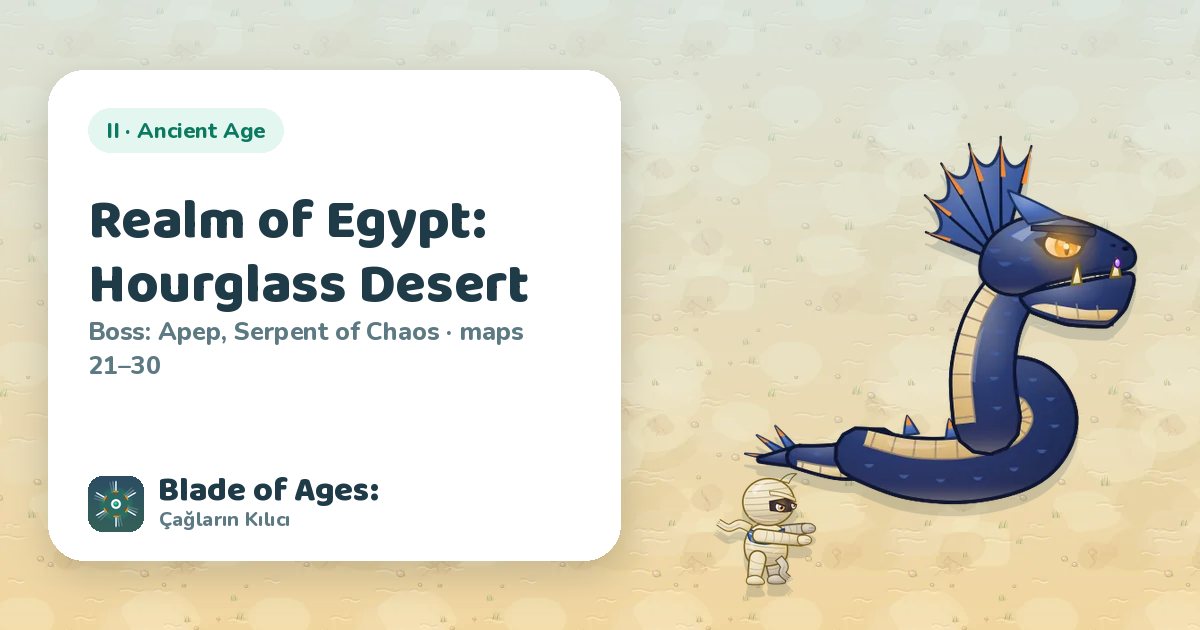 II · Ancient Age
Realm of Egypt:
Hourglass Desert
Boss: Apep, Serpent of Chaos · maps
21–30
Blade of Ages:
Çağların Kılıcı